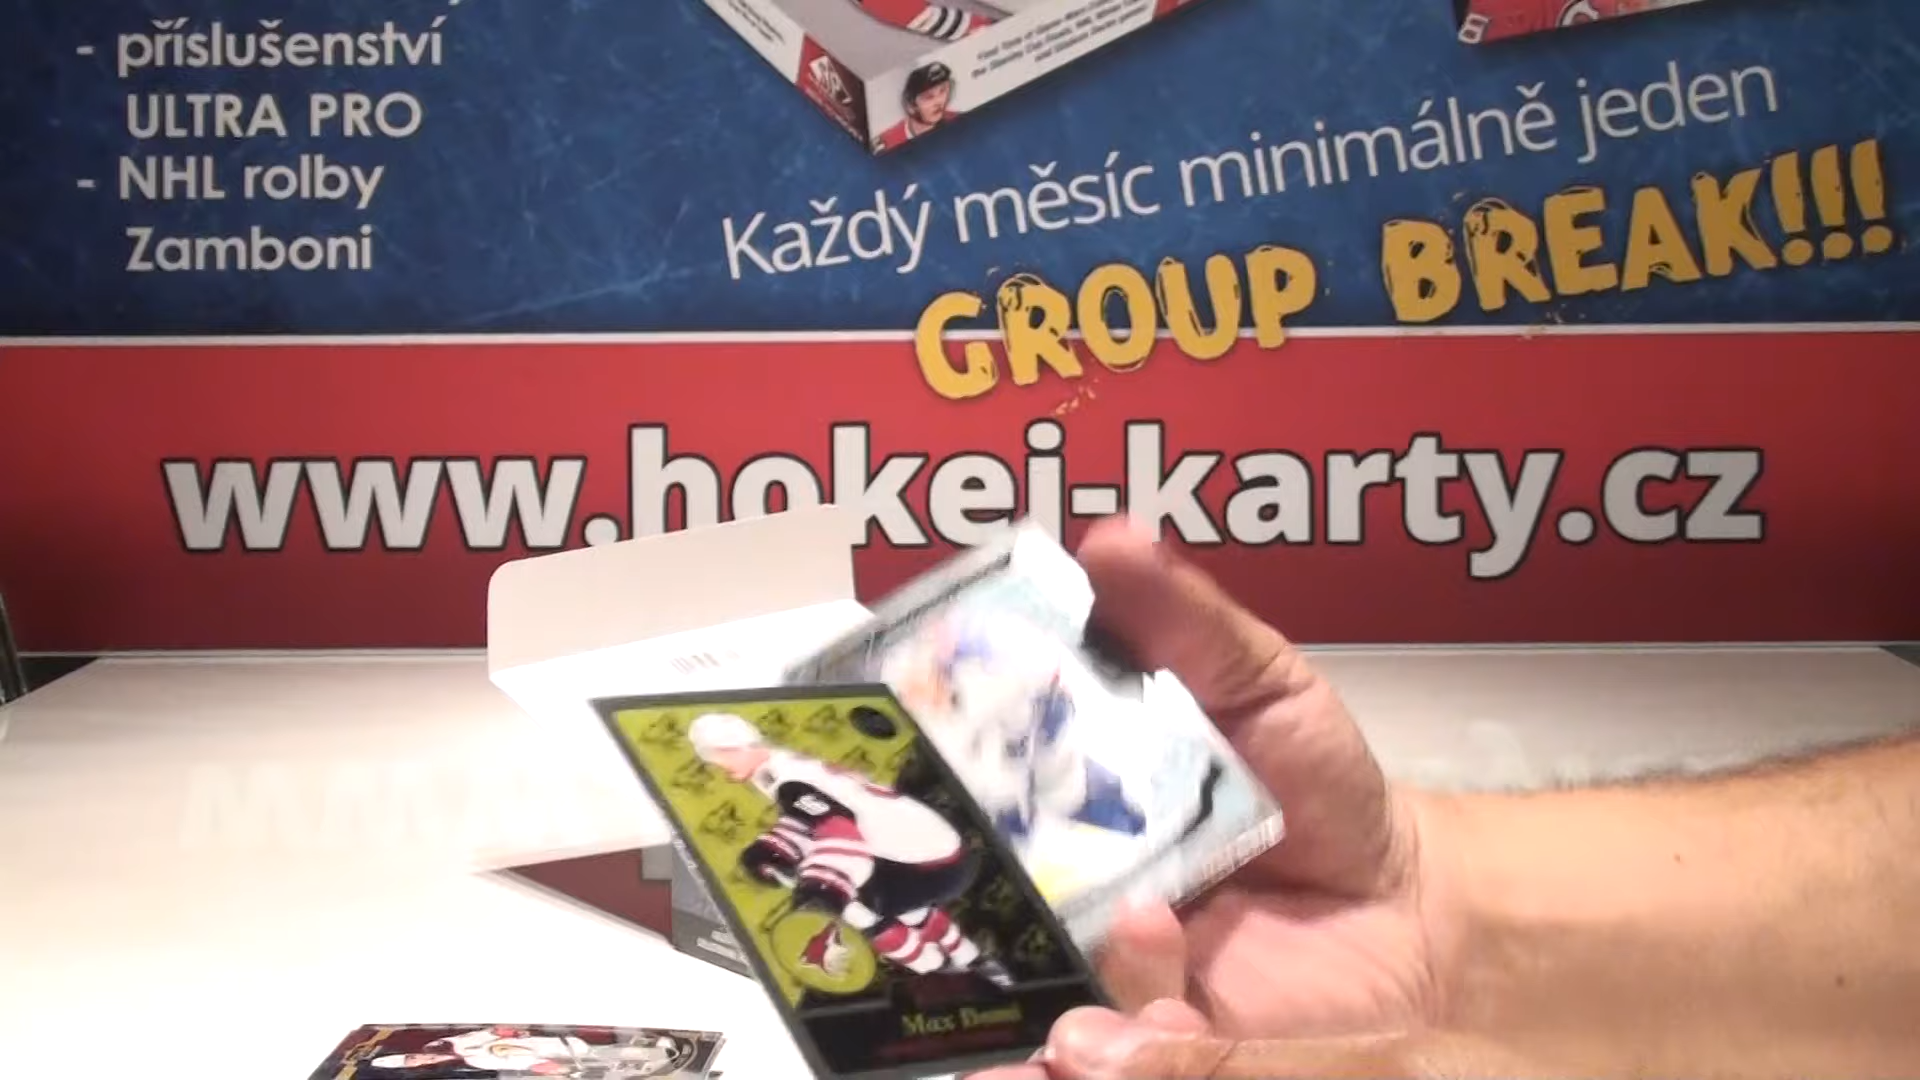 - příslušenství
ULTRA PRO
- NHL rolby
Zamboni
Každý měsíc minimálně jeden
GROUP BREAK!!!
www.hokej-karty.cz
Max Domi